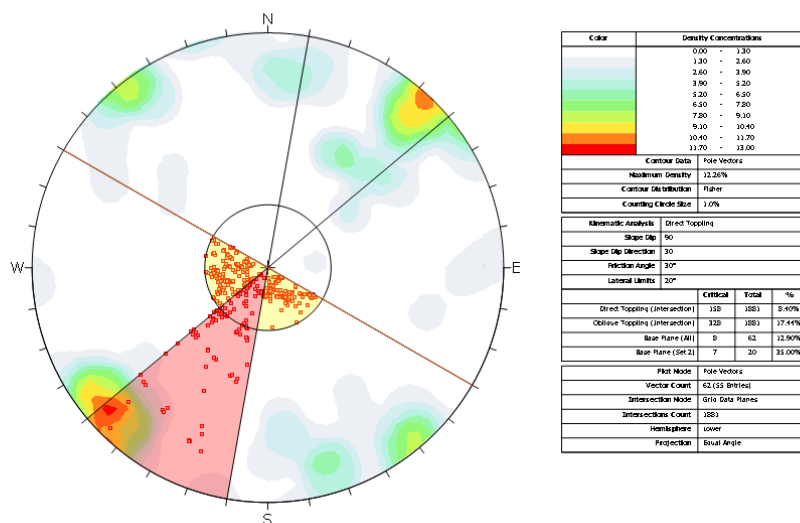 N
W
E
S
Color Density Concentrations
0.00 - 1.30
1.30 - 2.60
2.60 - 3.90
3.90 - 5.20
5.20 - 6.50
6.50 - 7.80
7.80 - 9.10
9.10 - 10.40
10.40 - 11.70
11.70 - 13.00
Contour Data Pole Vectors
Maximum Density 12.26%
Contour Distribution Fisher
Counting Circle Size 1.0%
Kinematic Analysis Direct Toppling
Slope Dip 90
Slope Dip Direction 30
Friction Angle 30°
Lateral Limits 20°
Critical Total %
Direct Toppling (Intersection) 158 1881 8.40%
Oblique Toppling (Intersection) 328 1881 17.44%
Base Plane (All) 8 62 12.90%
Base Plane (Set 2) 7 20 35.00%
Plot Mode Pole Vectors
Vector Count 62 (55 Entries)
Intersection Mode Grid Data Planes
Intersections Count 1881
Hemisphere Lower
Projection Equal Angle